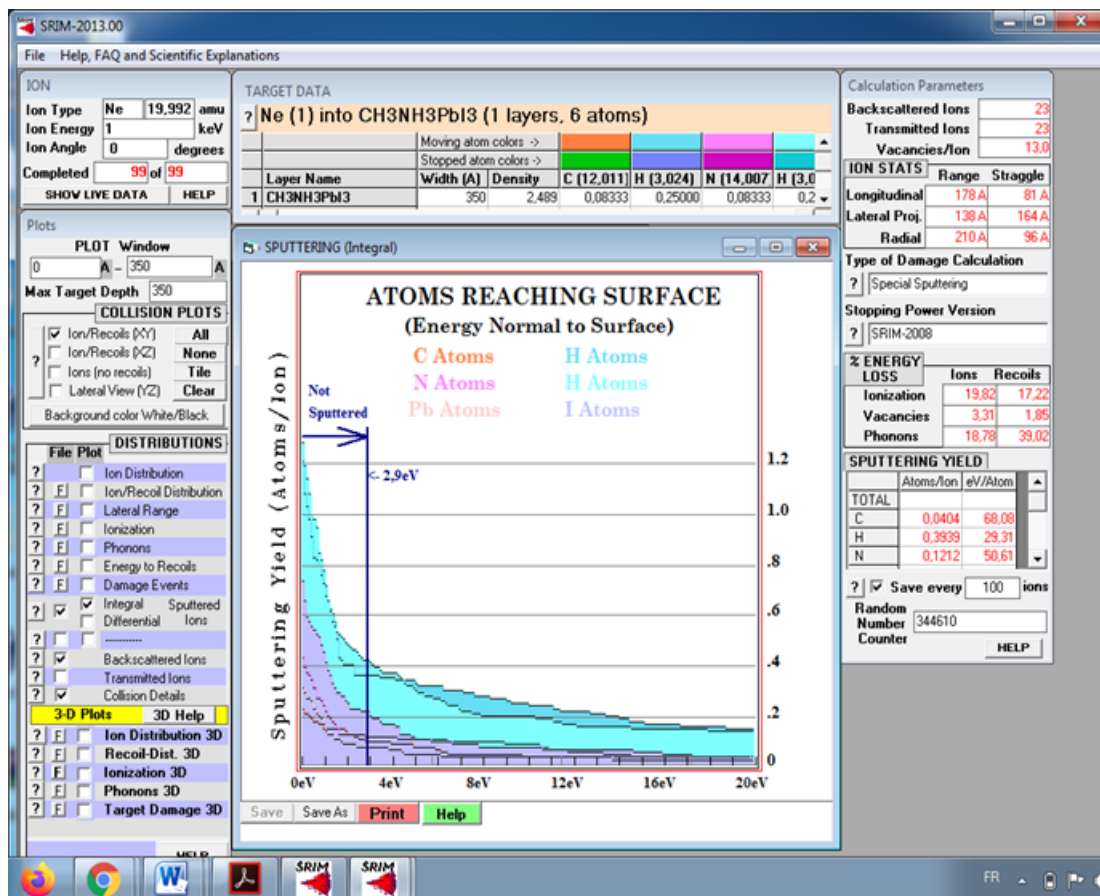 SRIM-2013.00
File Help, FAQ and Scientific Explanations
ION
Ion Type Ne 19,992 amu
Ion Energy 1 keV
Ion Angle 0 degrees
Completed 99 of 99
SHOW LIVE DATA HELP
TARGET DATA
? Ne (1) into CH3NH3PbI3 (1 layers, 6 atoms)
Moving atom colors ->
Stopped atom colors ->
Layer Name Width (A) Density C (12,011) H (3,024) N (14,007 H (3,0
1 CH3NH3PbI3 350 2,489 0,08333 0,25000 0,08333 0,2
Calculation Parameters
Backscattered Ions 23
Transmitted Ions 23
Vacancies/Ion 13,0
ION STATS Range Straggle
Longitudinal 178 A 81 A
Lateral Proj. 138 A 164 A
Radial 210 A 96 A
Type of Damage Calculation
? Special Sputtering
Stopping Power Version
? SRIM-2008
% ENERGY LOSS Ions Recoils
Ionization 19,82 17,22
Vacancies 3,31 1,85
Phonons 18,78 39,02
SPUTTERING YIELD
Atoms/Ion eV/Atom
TOTAL
C 0,0404 68,08
H 0,3939 29,31
N 0,1212 50,61
? Save every 100 ions
Random Number Counter 344610
HELP
Plots
PLOT Window
0 A - 350 A
Max Target Depth 350
COLLISION PLOTS
Ion/Recoils (XY) All
? Ion/Recoils (XZ) None
Ions (no recoils) Tile
Lateral View (YZ) Clear
Background color White/Black
DISTRIBUTIONS
File Plot
? Ion Distribution
? F Ion/Recoil Distribution
? F Lateral Range
? F Ionization
? F Phonons
? F Energy to Recoils
? F Damage Events
? Integral Sputtered
Differential Ions
? -----------
? Backscattered Ions
? Transmitted Ions
? Collision Details
3-D Plots 3D Help
? F Ion Distribution 3D
? F Recoil-Dist. 3D
? F Ionization 3D
? F Phonons 3D
? F Target Damage 3D
HELP
SPUTTERING (Integral)
ATOMS REACHING SURFACE
(Energy Normal to Surface)
C Atoms H Atoms
N Atoms H Atoms
Pb Atoms I Atoms
Not
Sputtered
<- 2,9eV
Sputtering Yield (Atoms/Ion)
1.2
1.0
.8
.6
.4
.2
0
0eV 4eV 8eV 12eV 16eV 20eV
Save Save As Print Help
SRIM SRIM
FR